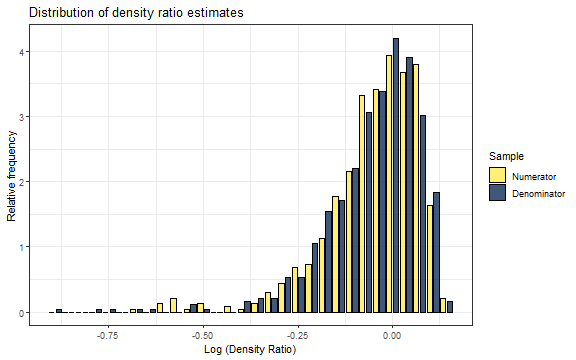 Distribution of density ratio estimates
4
3
2
1
0
Relative frequency
-0.75
-0.50
-0.25
0.00
Log (Density Ratio)
Sample
Numerator
Denominator